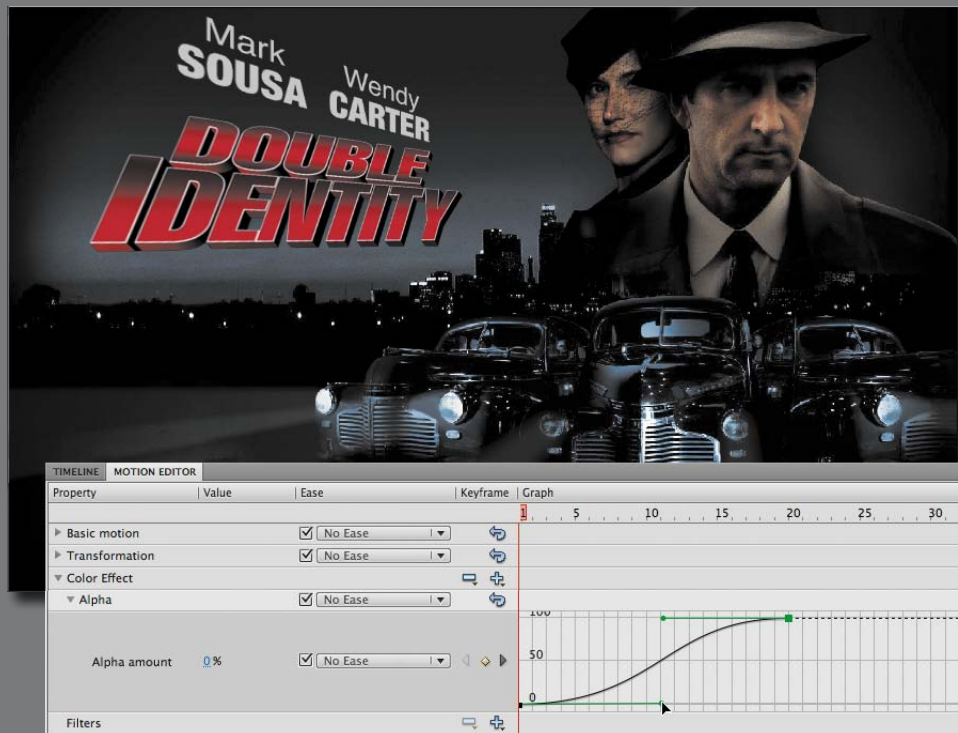 Mark
SOUSA
Wendy
CARTER
DOUBLE
IDENTITY
TIMELINE MOTION EDITOR
Property Value Ease Keyframe Graph
1 5 10 15 20 25 30
Basic motion No Ease
Transformation No Ease
Color Effect
Alpha No Ease
100
Alpha amount 0% No Ease 50
0
Filters